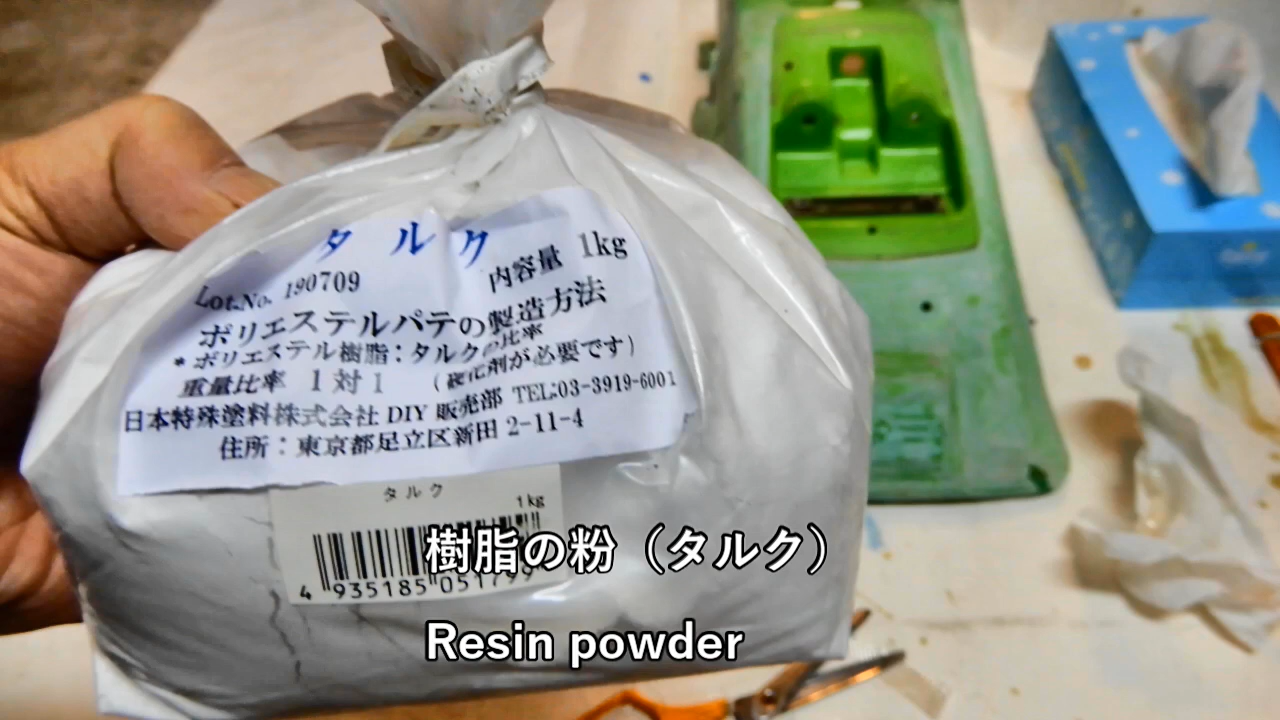 タルク
Lot.No. 190709 内容量 1kg
ポリエステルパテの製造方法
*ポリエステル樹脂：タルクの比率
重量比率 1対1 （硬化剤が必要です）
日本特殊塗料株式会社 DIY 販売部 TEL:03-3919-6001
住所：東京都足立区新田 2-11-4
タルク
1kg
4 935185 051799
樹脂の粉（タルク）
Resin powder